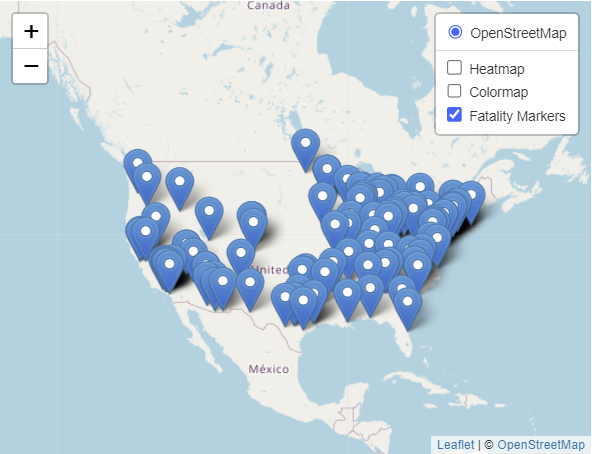 Canada
+
−
OpenStreetMap
Heatmap
Colormap
Fatality Markers
United
México
Leaflet | © OpenStreetMap